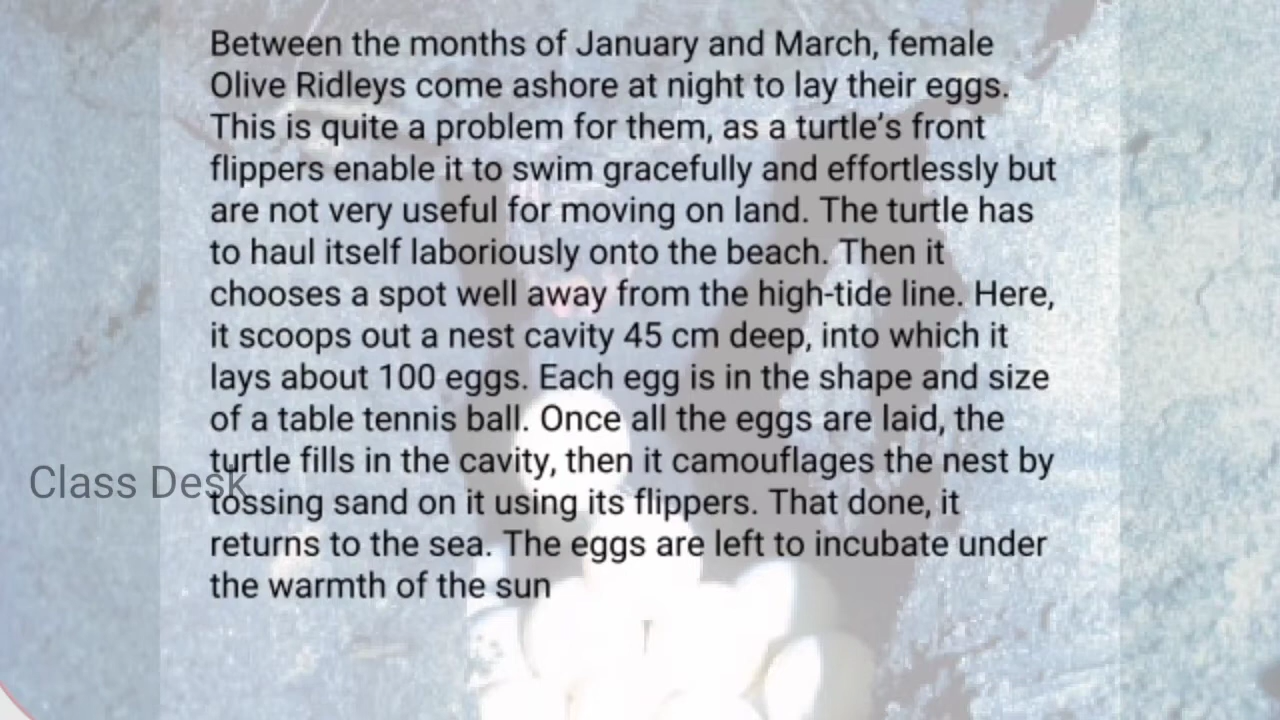 Between the months of January and March, female
Olive Ridleys come ashore at night to lay their eggs.
This is quite a problem for them, as a turtle's front
flippers enable it to swim gracefully and effortlessly but
are not very useful for moving on land. The turtle has
to haul itself laboriously onto the beach. Then it
chooses a spot well away from the high-tide line. Here,
it scoops out a nest cavity 45 cm deep, into which it
lays about 100 eggs. Each egg is in the shape and size
of a table tennis ball. Once all the eggs are laid, the
turtle fills in the cavity, then it camouflages the nest by
Class Desk
tossing sand on it using its flippers. That done, it
returns to the sea. The eggs are left to incubate under
the warmth of the sun